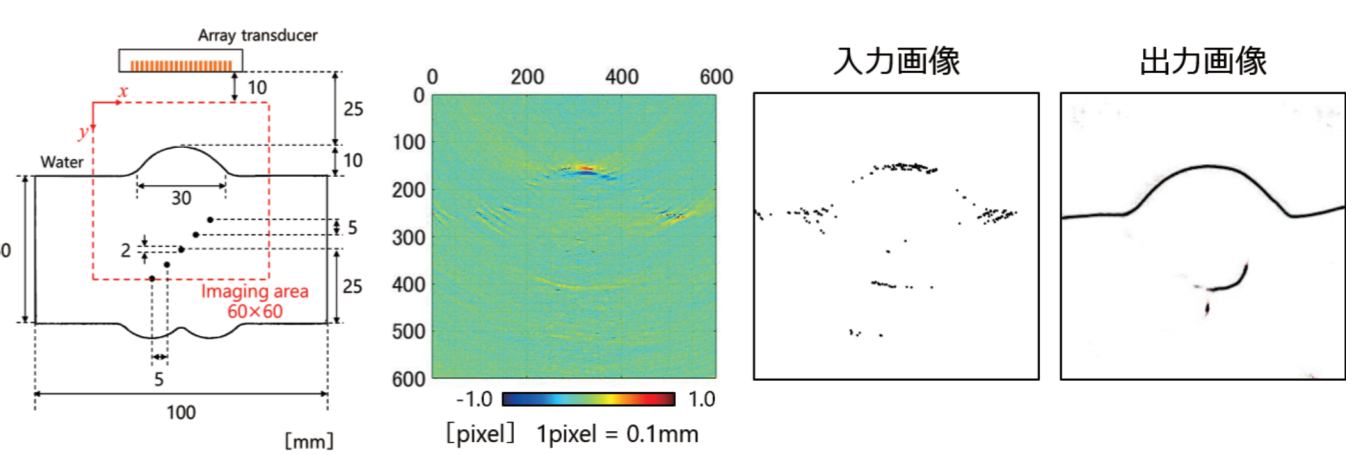 Array transducer
10
25
x
y
10
Water
30
5
2
0
25
Imaging area
60×60
5
100
[mm]
0 200 400 600
0
100
200
300
400
500
600
-1.0 1.0
[pixel] 1pixel = 0.1mm
入力画像
出力画像